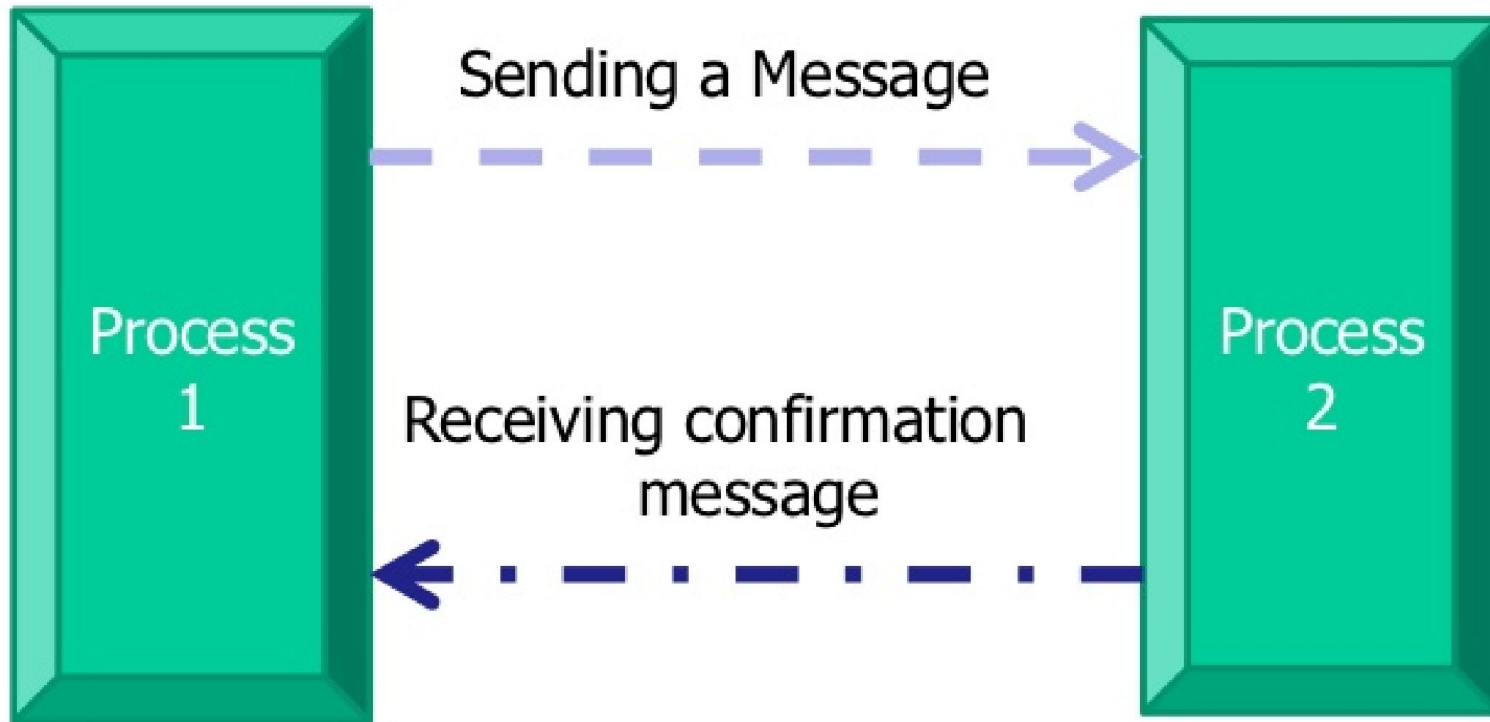 Sending a Message
Process
1
Receiving confirmation
message
Process
2